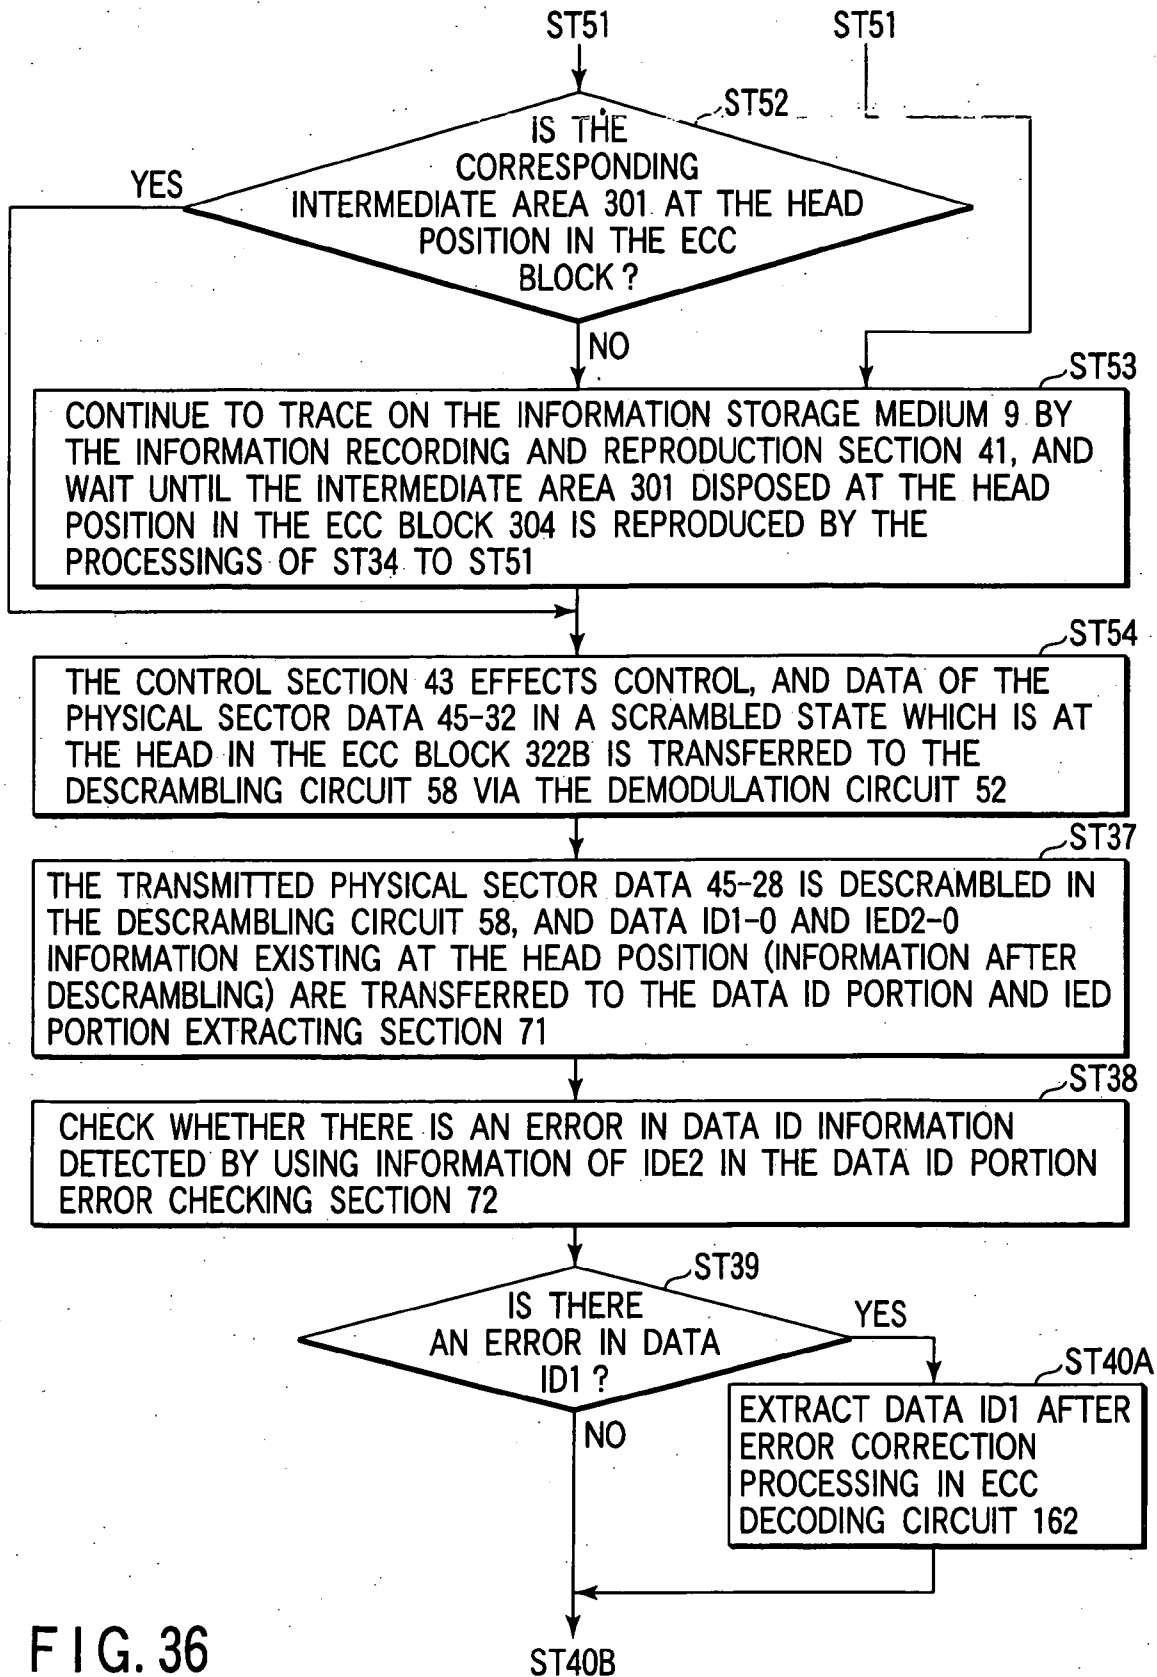 ST51
ST51
ST52
IS THE
CORRESPONDING
INTERMEDIATE AREA 301 AT THE HEAD
POSITION IN THE ECC
BLOCK?
YES
NO
ST53
CONTINUE TO TRACE ON THE INFORMATION STORAGE MEDIUM 9 BY
THE INFORMATION RECORDING AND REPRODUCTION SECTION 41, AND
WAIT UNTIL THE INTERMEDIATE AREA 301 DISPOSED AT THE HEAD
POSITION IN THE ECC BLOCK 304 IS REPRODUCED BY THE
PROCESSINGS OF ST34 TO ST51
ST54
THE CONTROL SECTION 43 EFFECTS CONTROL, AND DATA OF THE
PHYSICAL SECTOR DATA 45-32 IN A SCRAMBLED STATE WHICH IS AT
THE HEAD IN THE ECC BLOCK 322B IS TRANSFERRED TO THE
DESCRAMBLING CIRCUIT 58 VIA THE DEMODULATION CIRCUIT 52
ST37
THE TRANSMITTED PHYSICAL SECTOR DATA 45-28 IS DESCRAMBLED IN
THE DESCRAMBLING CIRCUIT 58, AND DATA ID1-0 AND IED2-0
INFORMATION EXISTING AT THE HEAD POSITION (INFORMATION AFTER
DESCRAMBLING) ARE TRANSFERRED TO THE DATA ID PORTION AND IED
PORTION EXTRACTING SECTION 71
ST38
CHECK WHETHER THERE IS AN ERROR IN DATA ID INFORMATION
DETECTED BY USING INFORMATION OF IDE2 IN THE DATA ID PORTION
ERROR CHECKING SECTION 72
ST39
IS THERE
AN ERROR IN DATA
ID1?
YES
NO
ST40A
EXTRACT DATA ID1 AFTER
ERROR CORRECTION
PROCESSING IN ECC
DECODING CIRCUIT 162
ST40B
FIG. 36